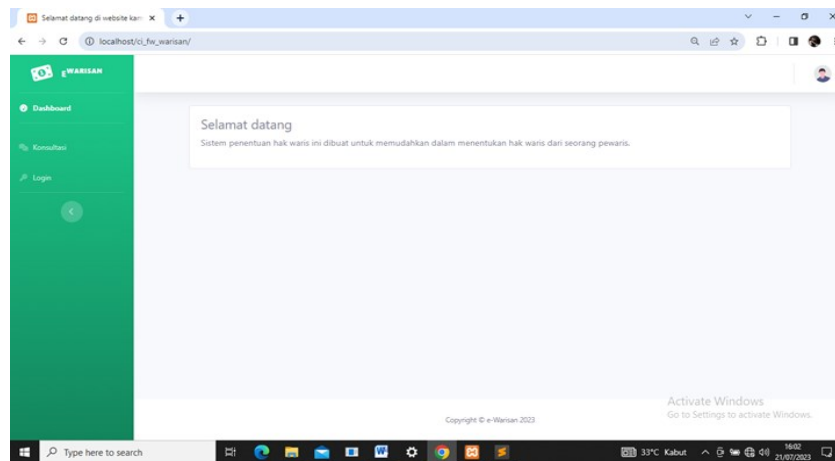 Selamat datang di website kam
localhost/ci_fw_warisan/
EWARISAN
Dashboard
Konsultasi
Login
Selamat datang
Sistem penentuan hak waris ini dibuat untuk memudahkan dalam menentukan hak waris dari seorang pewaris.
Copyright © e-Warisan 2023
Activate Windows
Go to Settings to activate Windows.
Type here to search
33°C Kabut
16:02
21/07/2023